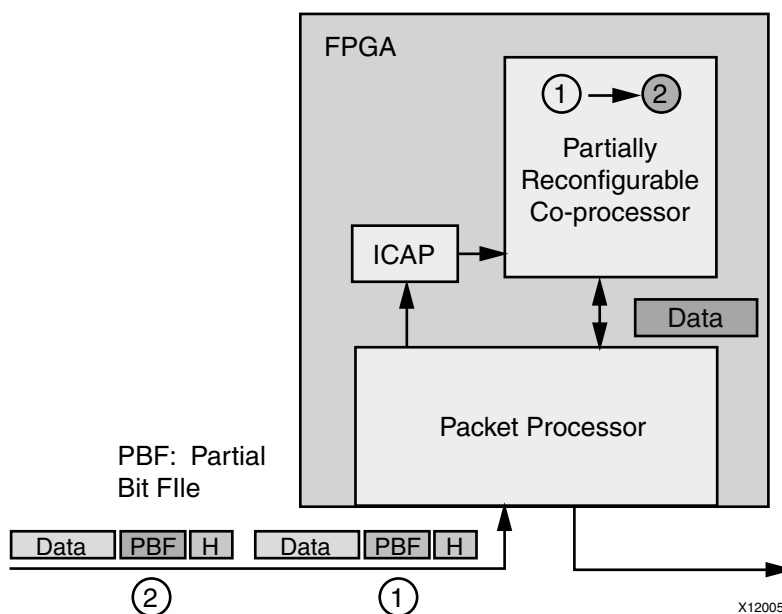 FPGA
1
2
Partially
Reconfigurable
Co-processor
ICAP
Data
Packet Processor
PBF: Partial
Bit FIle
Data PBF H Data PBF H
2 1
X12005